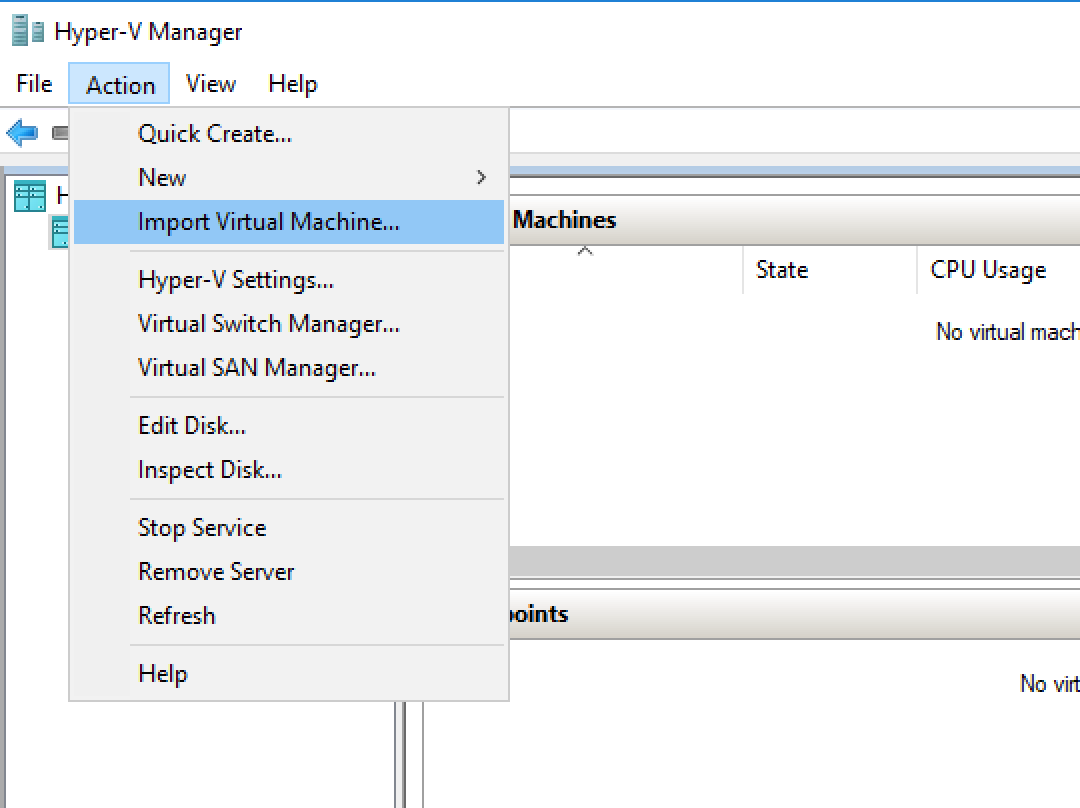 Hyper-V Manager
File Action View Help
Quick Create...
New
Import Virtual Machine...
Hyper-V Settings...
Virtual Switch Manager...
Virtual SAN Manager...
Edit Disk...
Inspect Disk...
Stop Service
Remove Server
Refresh
Help
H
Machines
State CPU Usage
No virtual mach
points
No virt